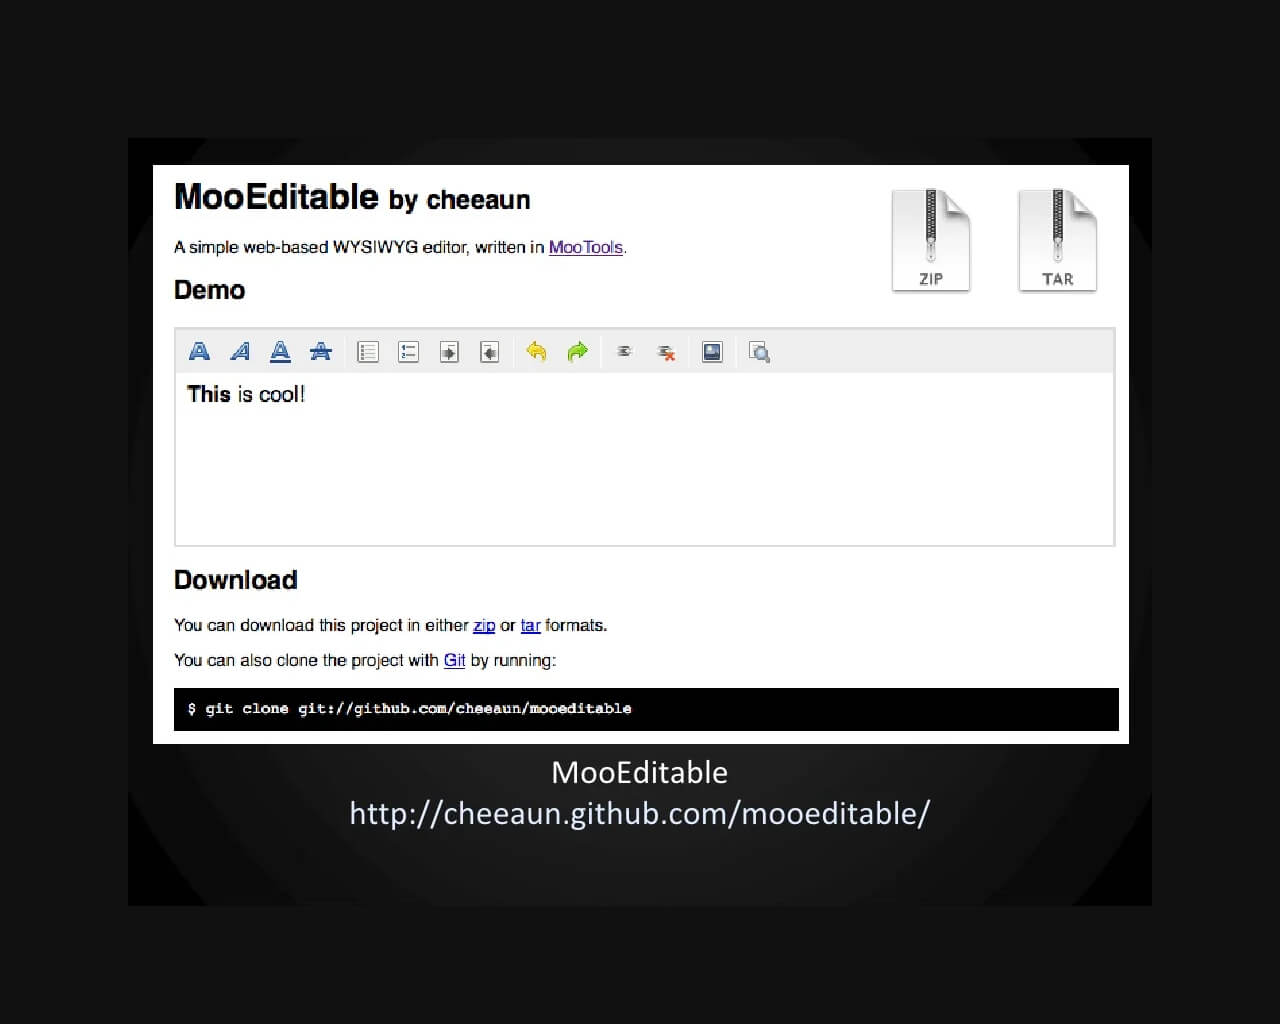 MooEditable by cheeaun
A simple web-based WYSIWYG editor, written in MooTools.
ZIP
TAR
Demo
This is cool!
Download
You can download this project in either zip or tar formats.
You can also clone the project with Git by running:
$ git clone git://github.com/cheeaun/mooeditable
MooEditable
http://cheeaun.github.com/mooeditable/